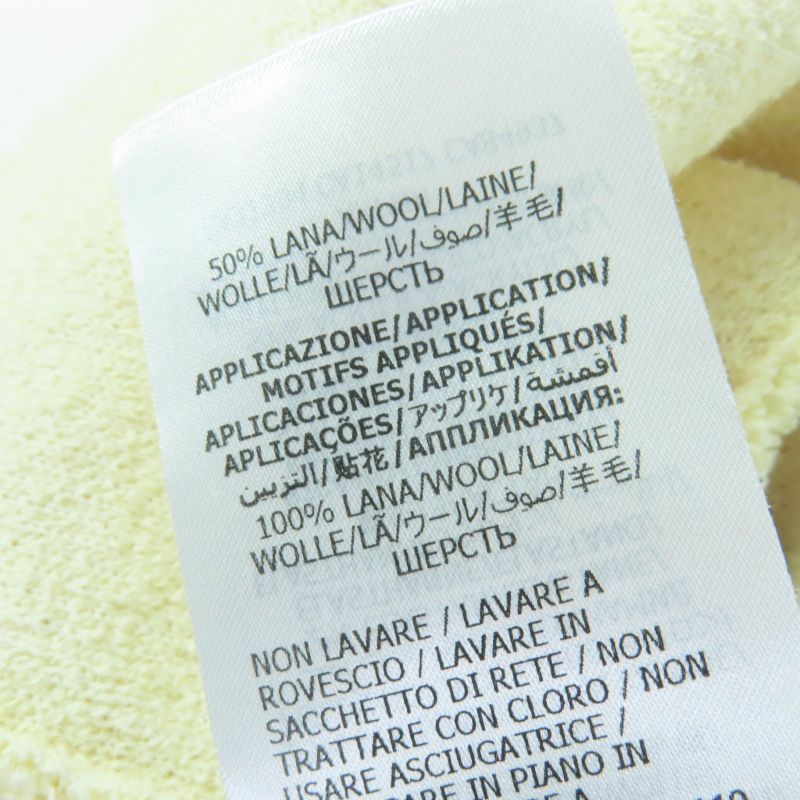 50% LANA/WOOL/LAINE/
WOLLE/LÃ/ウール/صوف/羊毛/
ШЕРСТЬ
APPLICAZIONE/APPLICATION/
MOTIFS APPLIQUÉS/
APLICACIONES/APPLIKATION/
APLICAÇÕES/アップリケ/أقمشة
التزيين/贴花/АППЛИКАЦИЯ:
100% LANA/WOOL/LAINE/
WOLLE/LÃ/ウール/صوف/羊毛/
ШЕРСТЬ
NON LAVARE / LAVARE A
ROVESCIO / LAVARE IN
SACCHETTO DI RETE / NON
TRATTARE CON CLORO / NON
USARE ASCIUGATRICE /
IN PIANO IN